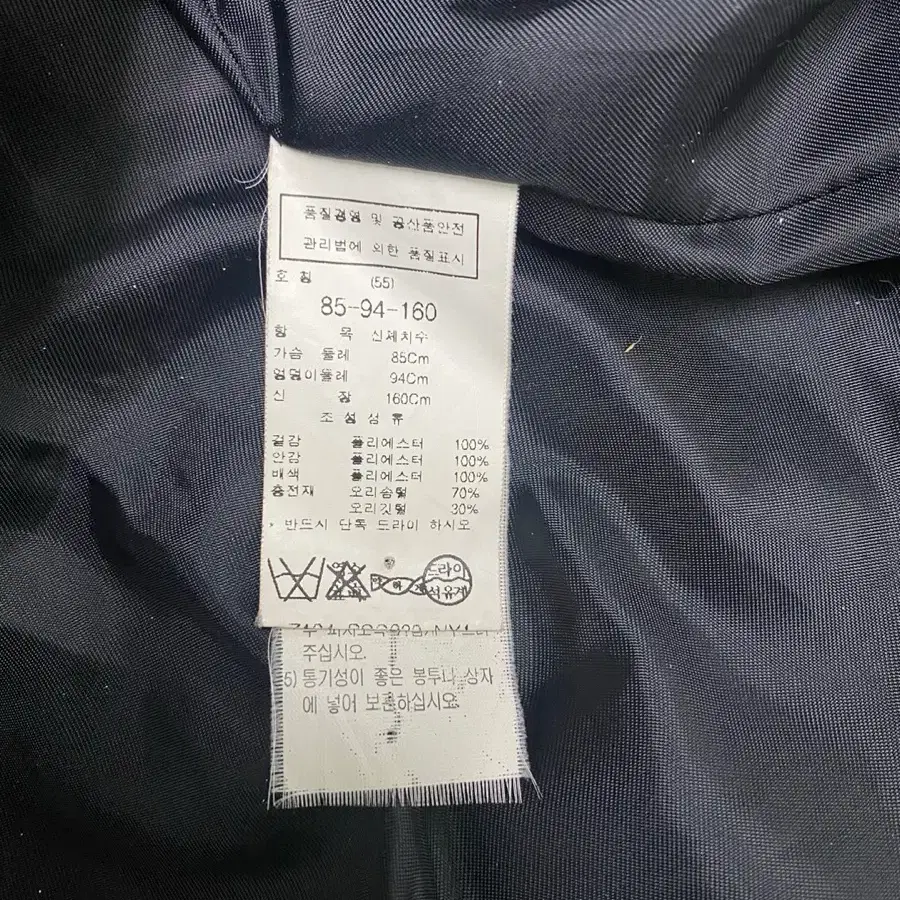 품질경영 및 공산품안전
관리법에 의한 품질표시
호 칭 (55)
85-94-160
항 목 신체치수
가슴 둘레 85Cm
엉덩이둘레 94Cm
신 장 160Cm
조 성 섬 유
겉감 폴리에스터 100%
안감 폴리에스터 100%
배색 폴리에스터 100%
충전재 오리솜털 70%
오리깃털 30%
반드시 단독 드라이 하시오
드라이
석유계
주십시오.
5) 통기성이 좋은 봉투나 상자
에 넣어 보관하십시오.